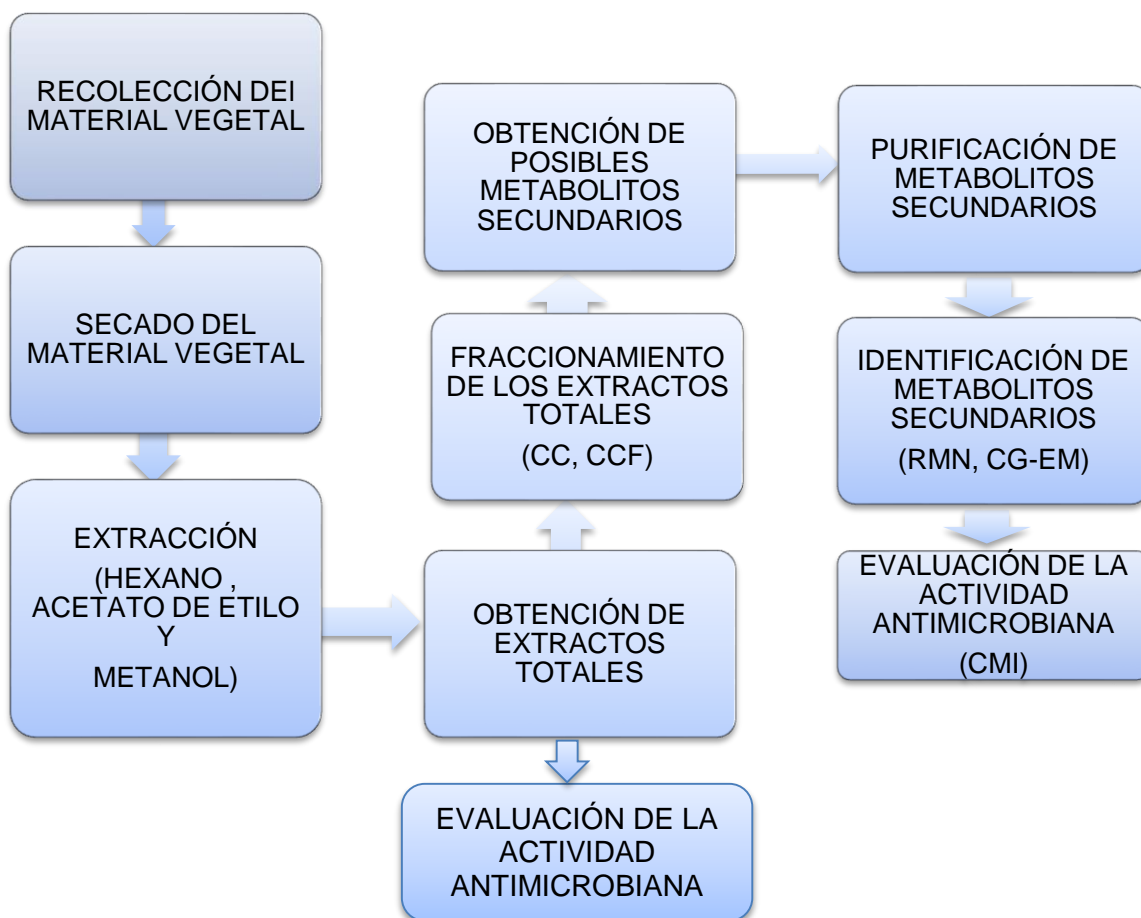 RECOLECCIÓN DEl
MATERIAL VEGETAL
SECADO DEL
MATERIAL VEGETAL
EXTRACCIÓN
(HEXANO ,
ACETATO DE ETILO
Y
METANOL)
OBTENCIÓN DE
EXTRACTOS
TOTALES
EVALUACIÓN DE LA
ACTIVIDAD
ANTIMICROBIANA
FRACCIONAMIENTO
DE LOS EXTRACTOS
TOTALES
(CC, CCF)
OBTENCIÓN DE
POSIBLES
METABOLITOS
SECUNDARIOS
PURIFICACIÓN DE
METABOLITOS
SECUNDARIOS
IDENTIFICACIÓN DE
METABOLITOS
SECUNDARIOS
(RMN, CG-EM)
EVALUACIÓN DE LA
ACTIVIDAD
ANTIMICROBIANA
(CMI)